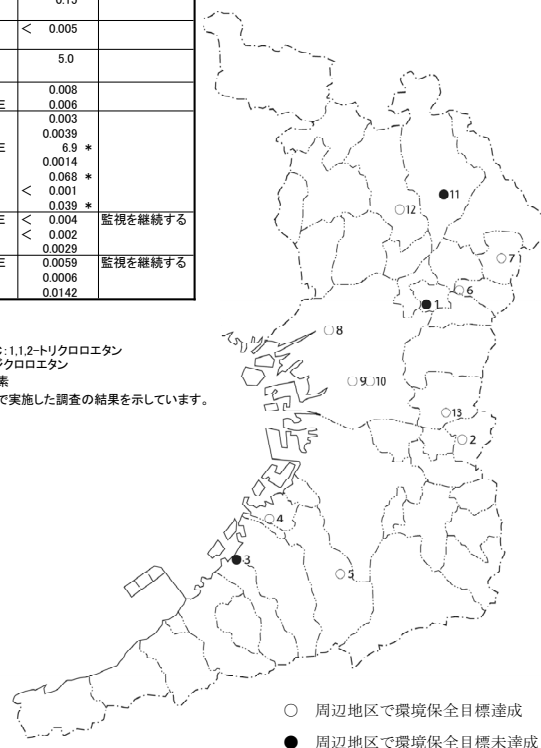 0.15
< 0.005
5.0
0.008
E 0.006
0.003
0.0039
E 6.9 *
0.0014
0.068 *
< 0.001
0.039 *
E < 0.004 監視を継続する
< 0.002
0.0029
E 0.0059 監視を継続する
0.0006
0.0142
:1,1,2-トリクロロエタン
クロロエタン
素
で実施した調査の結果を示しています。
11
12
7
6
1
8
9 10
13
2
4
3
5
○ 周辺地区で環境保全目標達成
● 周辺地区で環境保全目標未達成